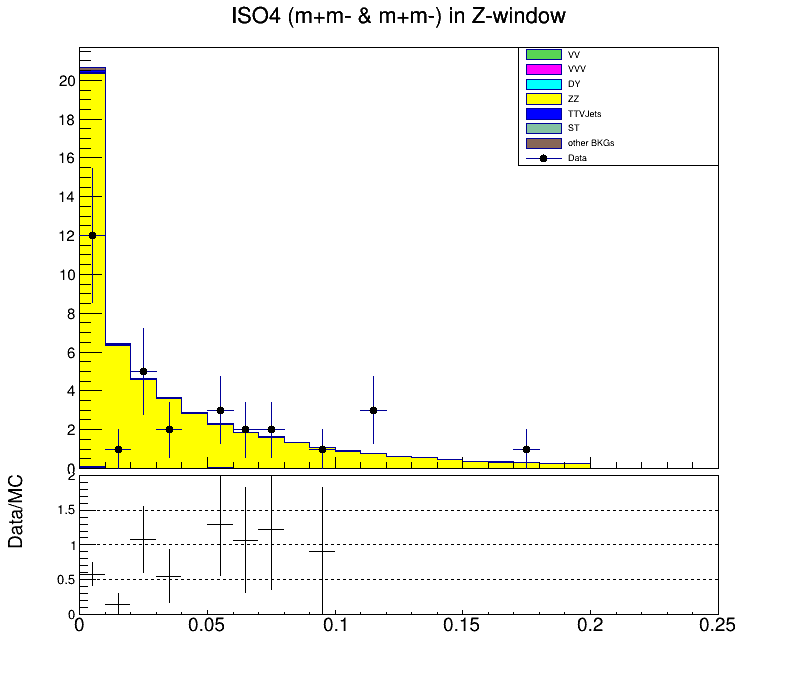 ISO4 (m+m- & m+m-) in Z-window
VV
VVV
DY
ZZ
TTVJets
ST
other BKGs
Data
20
18
16
14
12
10
8
6
4
2
0
Data/MC
2
1.5
1
0.5
0
0 0.05 0.1 0.15 0.2 0.25